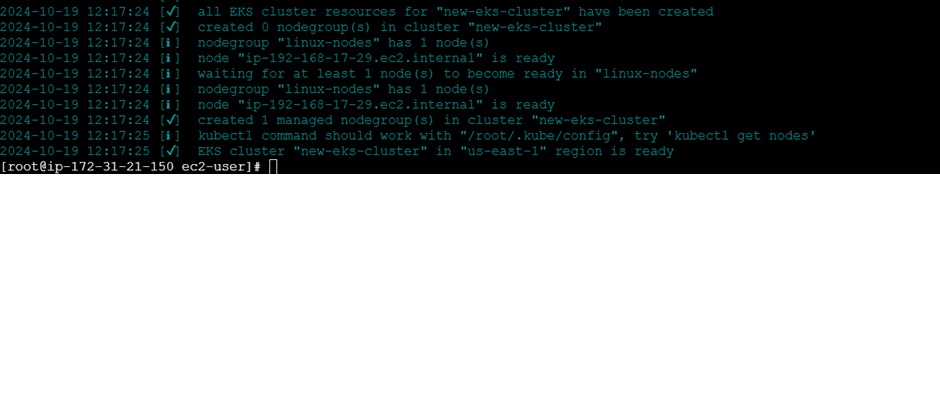 2024-10-19 12:17:24 [✓]  all EKS cluster resources for "new-eks-cluster" have been created
2024-10-19 12:17:24 [✓]  created 0 nodegroup(s) in cluster "new-eks-cluster"
2024-10-19 12:17:24 [ℹ]  nodegroup "linux-nodes" has 1 node(s)
2024-10-19 12:17:24 [ℹ]  node "ip-192-168-17-29.ec2.internal" is ready
2024-10-19 12:17:24 [ℹ]  waiting for at least 1 node(s) to become ready in "linux-nodes"
2024-10-19 12:17:24 [ℹ]  nodegroup "linux-nodes" has 1 node(s)
2024-10-19 12:17:24 [ℹ]  node "ip-192-168-17-29.ec2.internal" is ready
2024-10-19 12:17:24 [✓]  created 1 managed nodegroup(s) in cluster "new-eks-cluster"
2024-10-19 12:17:25 [ℹ]  kubectl command should work with "/root/.kube/config", try 'kubectl get nodes'
2024-10-19 12:17:25 [✓]  EKS cluster "new-eks-cluster" in "us-east-1" region is ready
[root@ip-172-31-21-150 ec2-user]#